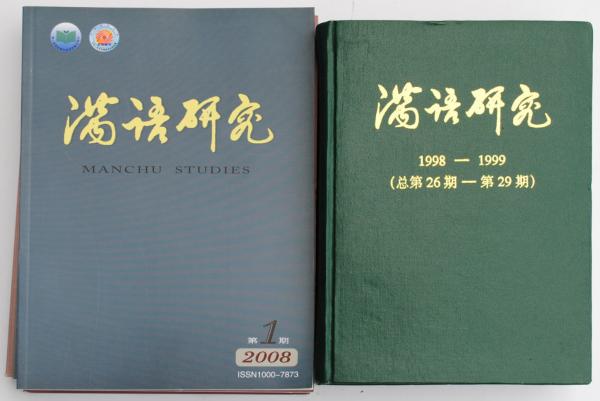 满语研究
MANCHU STUDIES
第1期
2008
ISSN1000-7873
满语研究
1998 — 1999
(总第26期—第29期)